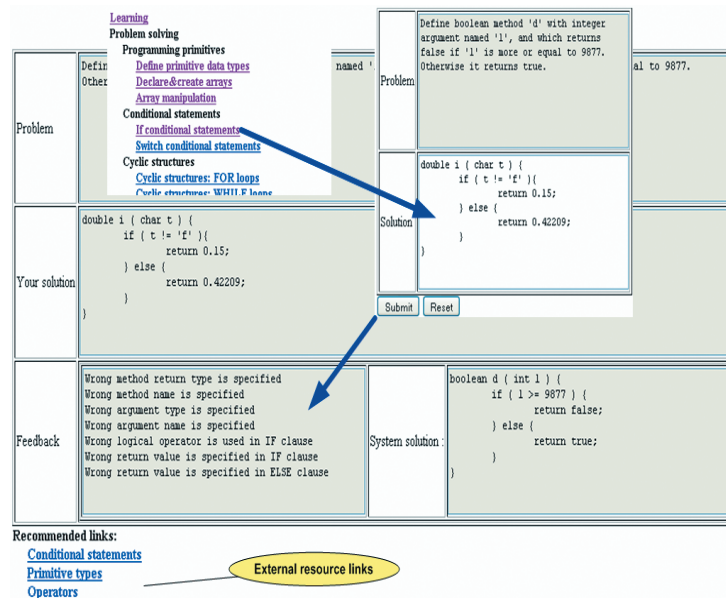 Learning
Problem solving
Programming primitives
Define primitive data types
Declare&create arrays
Array manipulation
Conditional statements
If conditional statements
Switch conditional statements
Cyclic structures
Cyclic structures: FOR loops
Cyclic structures: WHILE loops
Problem
Define boolean method 'd' with integer
argument named 'l', and which returns
false if 'l' is more or equal to 9877.
Otherwise it returns true.
Solution
double i ( char t ) {
if ( t != 'f' ){
return 0.15;
} else {
return 0.42209;
}
}
Submit Reset
Problem
Defin named '. al to 9877.
Other
Your solution
double i ( char t ) {
if ( t != 'f' ){
return 0.15;
} else {
return 0.42209;
}
}
Feedback
Wrong method return type is specified
Wrong method name is specified
Wrong argument type is specified
Wrong argument name is specified
Wrong logical operator is used in IF clause
Wrong return value is specified in IF clause
Wrong return value is specified in ELSE clause
System solution :
boolean d ( int l ) {
if ( l >= 9877 ) {
return false;
} else {
return true;
}
}
Recommended links:
Conditional statements
Primitive types
Operators
External resource links